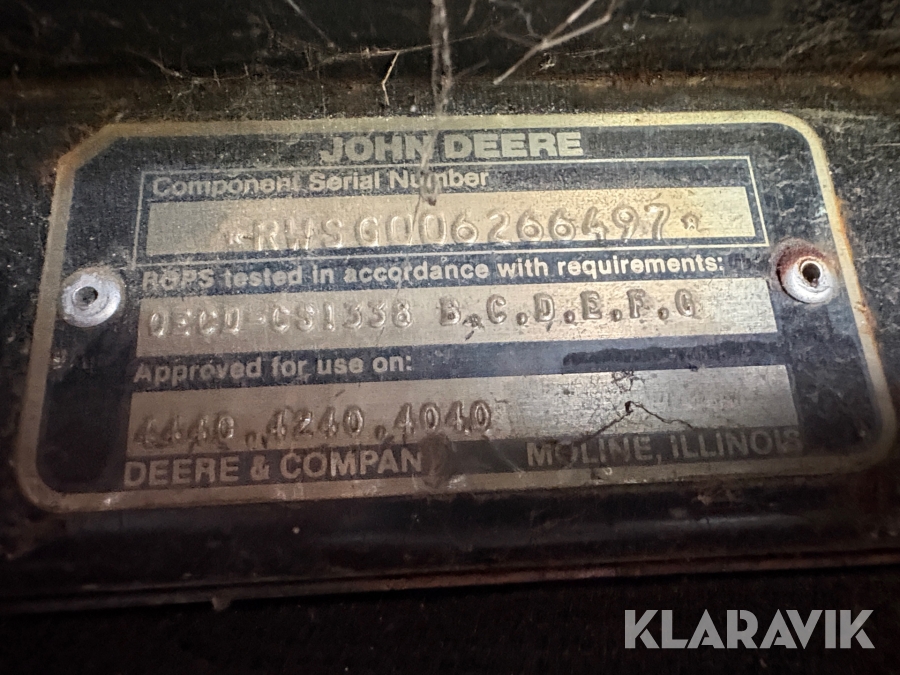 JOHN DEERE
Component Serial Number
*RWSG006266497*
ROPS tested in accordance with requirements:
OECD-CS1338 B.C.D.E.F.G
Approved for use on:
4440.4240.4040
DEERE & COMPANY MOLINE, ILLINOIS
KLARAVIK